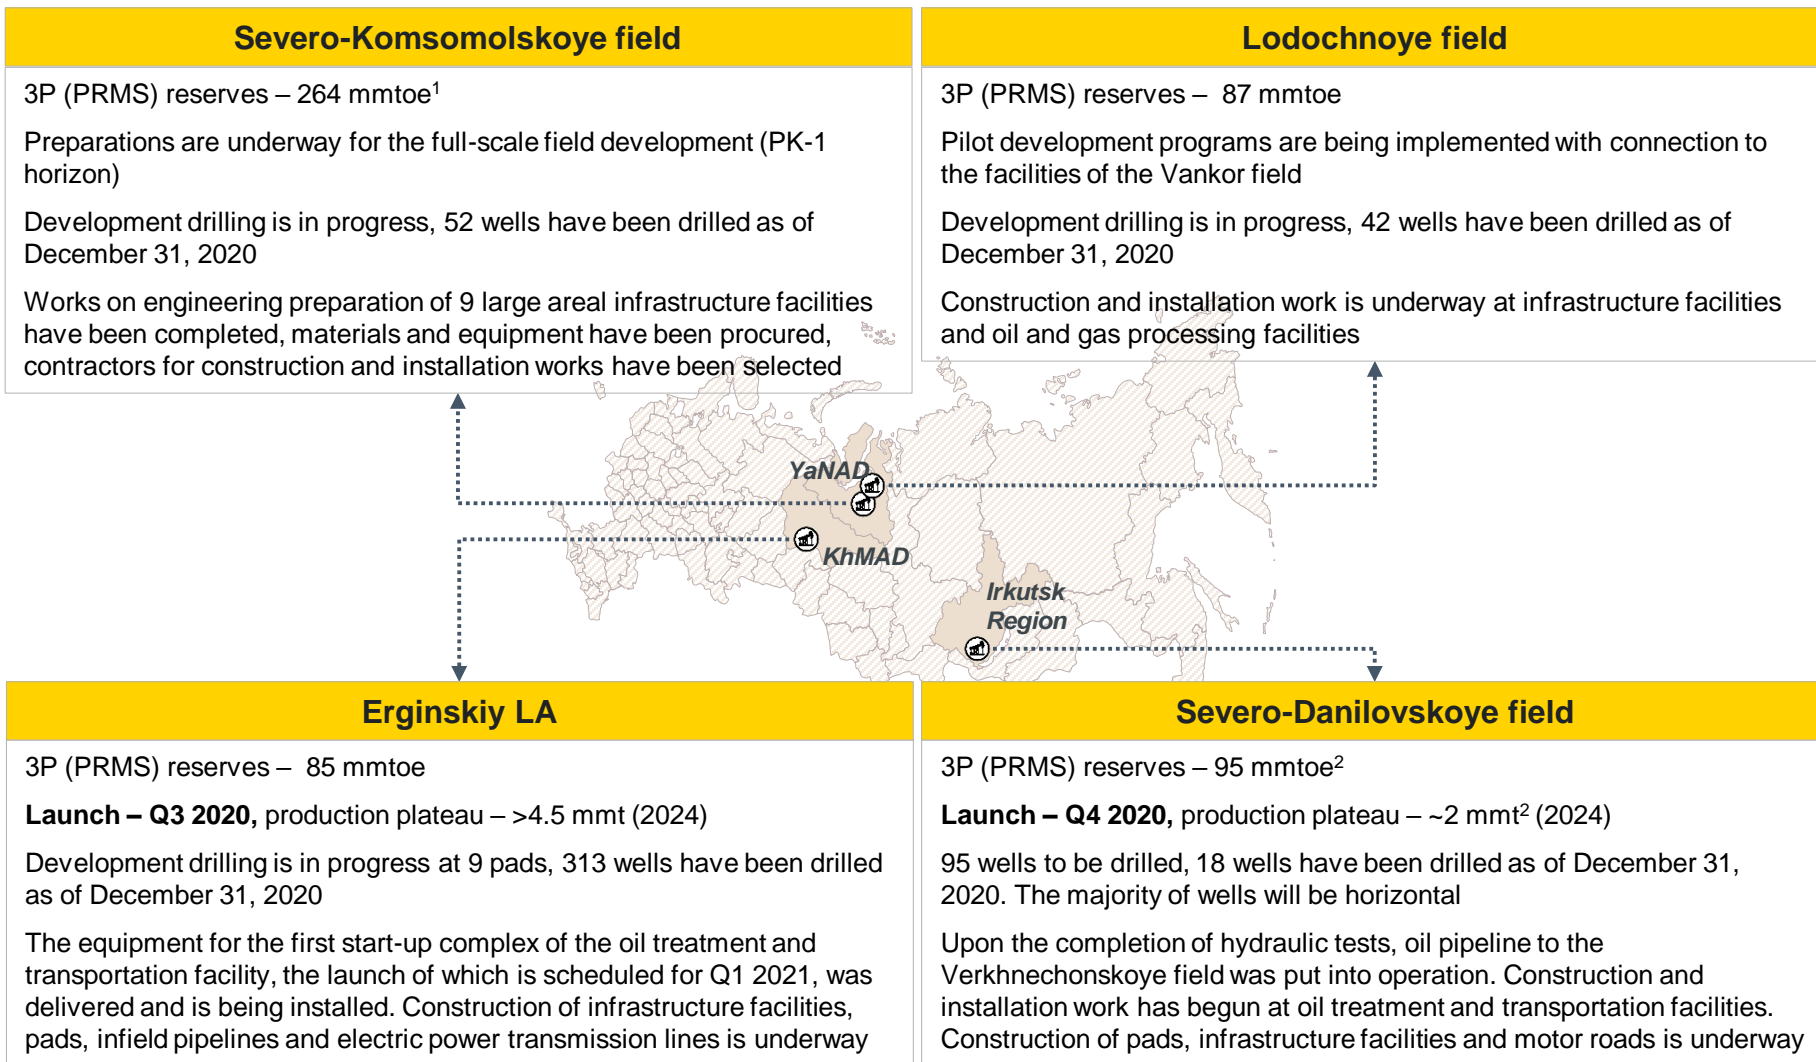 Severo-Komsomolskoye field
3P (PRMS) reserves – 264 mmtoe¹
Preparations are underway for the full-scale field development (PK-1
horizon)
Development drilling is in progress, 52 wells have been drilled as of
December 31, 2020
Works on engineering preparation of 9 large areal infrastructure facilities
have been completed, materials and equipment have been procured,
contractors for construction and installation works have been selected
Lodochnoye field
3P (PRMS) reserves – 87 mmtoe
Pilot development programs are being implemented with connection to
the facilities of the Vankor field
Development drilling is in progress, 42 wells have been drilled as of
December 31, 2020
Construction and installation work is underway at infrastructure facilities
and oil and gas processing facilities
YaNAD
KhMAD
Irkutsk
Region
Erginskiy LA
3P (PRMS) reserves – 85 mmtoe
Launch – Q3 2020, production plateau – >4.5 mmt (2024)
Development drilling is in progress at 9 pads, 313 wells have been drilled
as of December 31, 2020
The equipment for the first start-up complex of the oil treatment and
transportation facility, the launch of which is scheduled for Q1 2021, was
delivered and is being installed. Construction of infrastructure facilities,
pads, infield pipelines and electric power transmission lines is underway
Severo-Danilovskoye field
3P (PRMS) reserves – 95 mmtoe²
Launch – Q4 2020, production plateau – ~2 mmt² (2024)
95 wells to be drilled, 18 wells have been drilled as of December 31,
2020. The majority of wells will be horizontal
Upon the completion of hydraulic tests, oil pipeline to the
Verkhnechonskoye field was put into operation. Construction and
installation work has begun at oil treatment and transportation facilities.
Construction of pads, infrastructure facilities and motor roads is underway